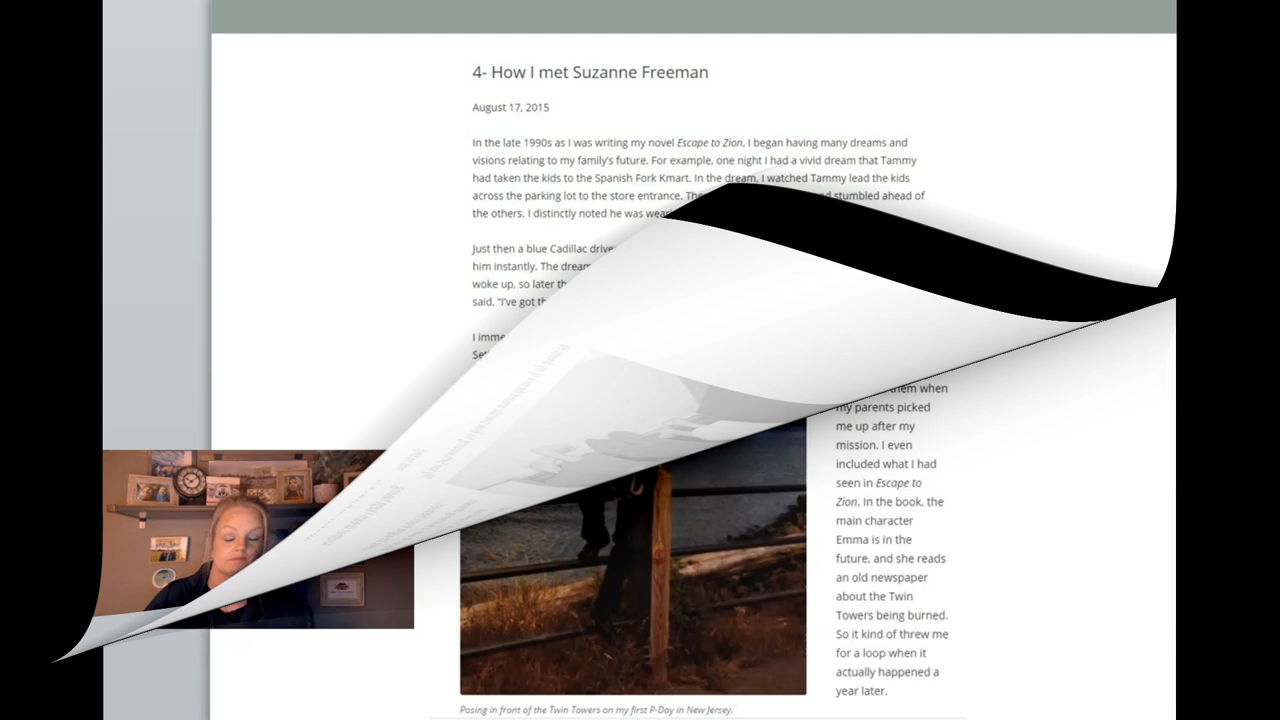 4- How I met Suzanne Freeman
August 17, 2015
In the late 1990s as I was writing my novel Escape to Zion, I began having many dreams and
visions relating to my family's future. For example, one night I had a vivid dream that Tammy
had taken the kids to the Spanish Fork Kmart. In the dream, I watched Tammy lead the kids
across the parking lot to the store entrance. stumbled ahead of
the others. I distinctly noted he was
Just then a blue Cadillac
him instantly. The dream
woke up, so later
said, "I've got
I
them when
my parents picked
me up after my
mission. I even
included what I had
seen in Escape to
Zion. In the book, the
main character
Emma is in the
future, and she reads
an old newspaper
about the Twin
Towers being burned.
So it kind of threw me
for a loop when it
actually happened a
year later.
Posing in front of the Twin Towers on my first P-Day in New Jersey.